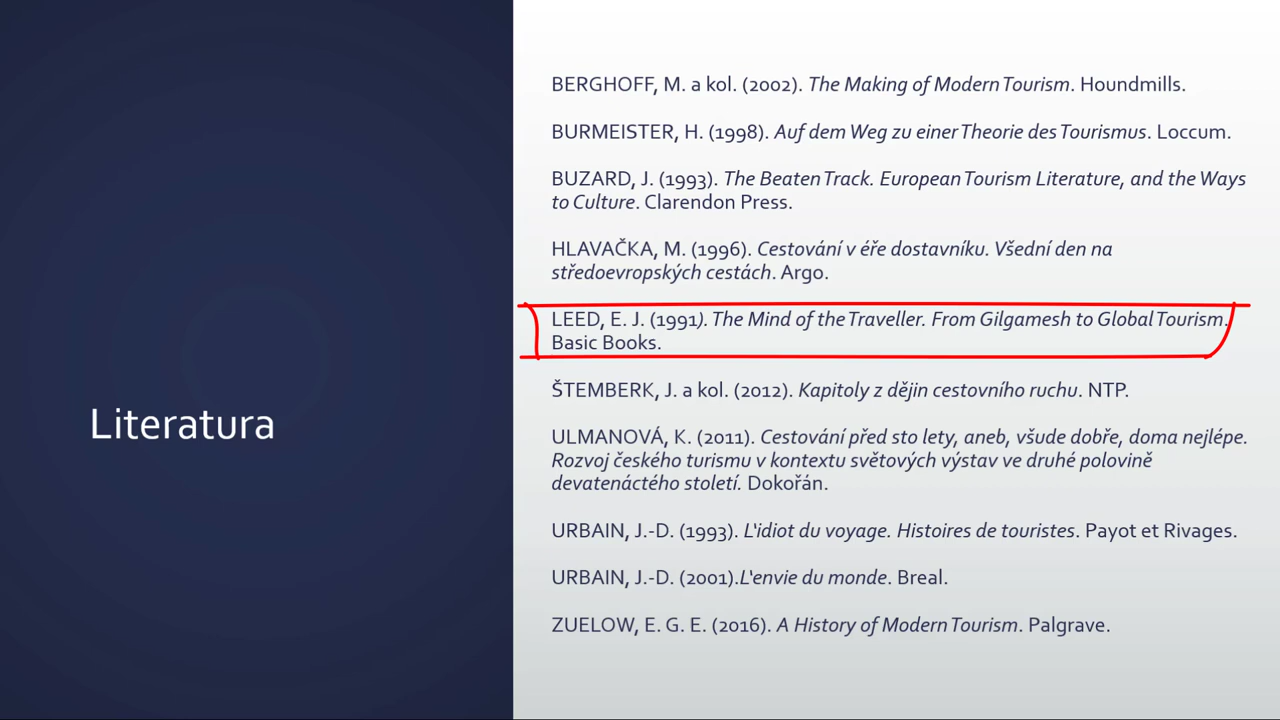 Literatura
BERGHOFF, M. a kol. (2002). The Making of Modern Tourism. Houndmills.
BURMEISTER, H. (1998). Auf dem Weg zu einer Theorie des Tourismus. Loccum.
BUZARD, J. (1993). The Beaten Track. European Tourism Literature, and the Ways
to Culture. Clarendon Press.
HLAVAČKA, M. (1996). Cestování v éře dostavníku. Všední den na
středoevropských cestách. Argo.
LEED, E. J. (1991). The Mind of the Traveller. From Gilgamesh to Global Tourism.
Basic Books.
ŠTEMBERK, J. a kol. (2012). Kapitoly z dějin cestovního ruchu. NTP.
ULMANOVÁ, K. (2011). Cestování před sto lety, aneb, všude dobře, doma nejlépe.
Rozvoj českého turismu v kontextu světových výstav ve druhé polovině
devatenáctého století. Dokořán.
URBAIN, J.-D. (1993). L‘idiot du voyage. Histoires de touristes. Payot et Rivages.
URBAIN, J.-D. (2001).L‘envie du monde. Breal.
ZUELOW, E. G. E. (2016). A History of Modern Tourism. Palgrave.